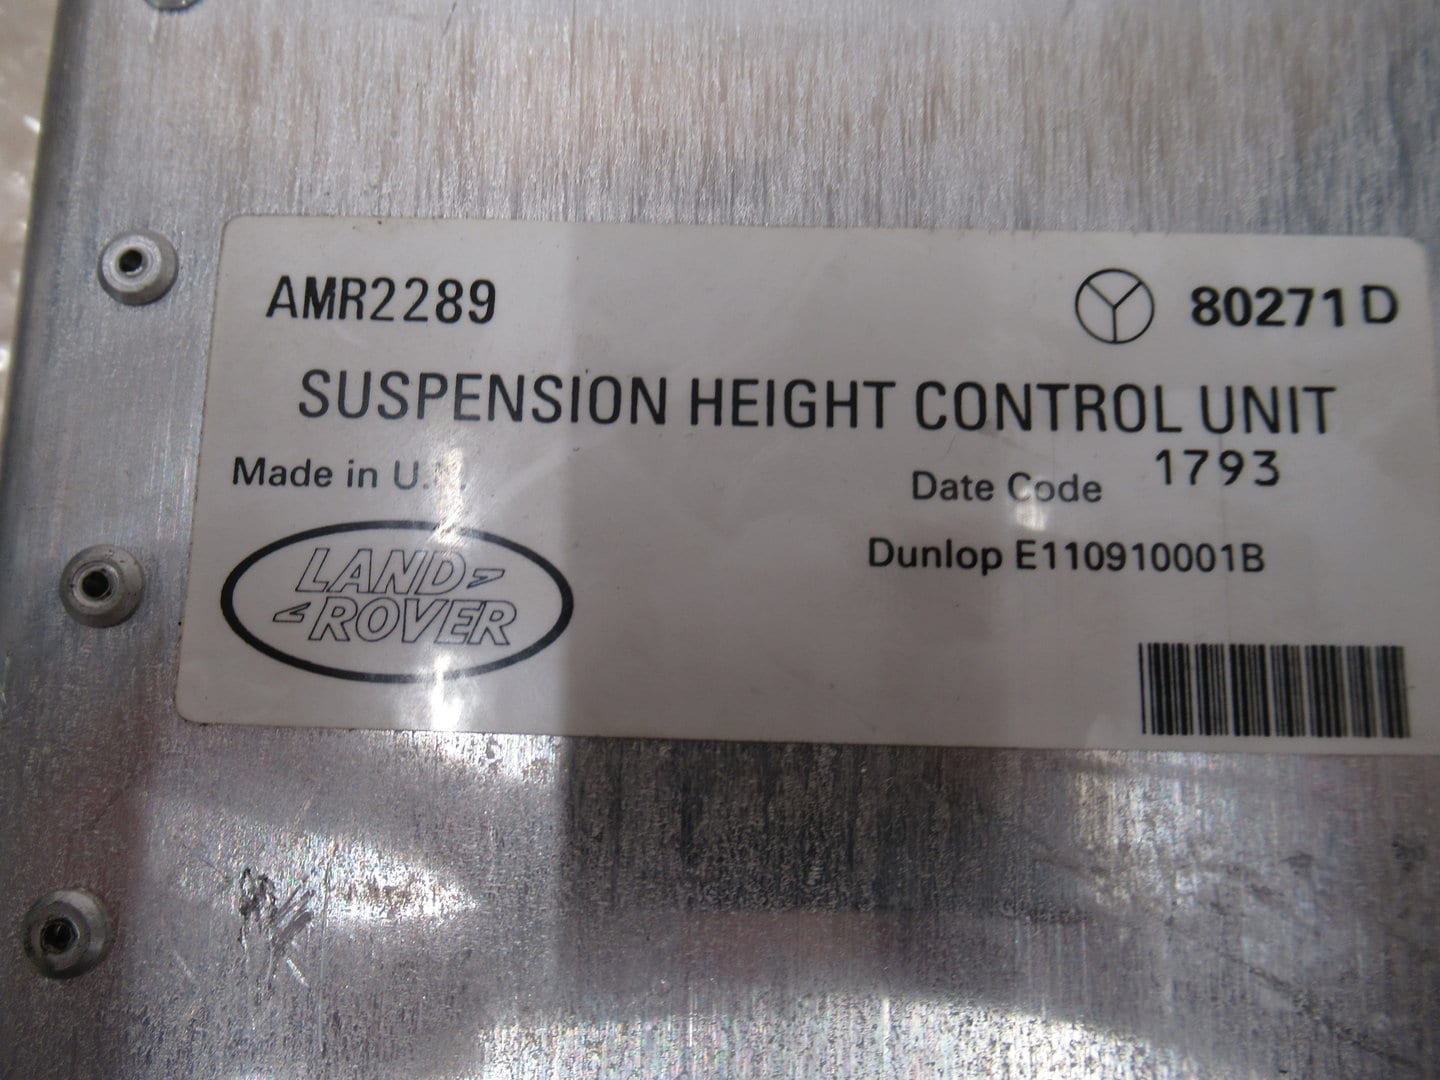 AMR2289 80271 D
SUSPENSION HEIGHT CONTROL UNIT
Made in U.
Date Code 1793
Dunlop E110910001B
LAND
ROVER